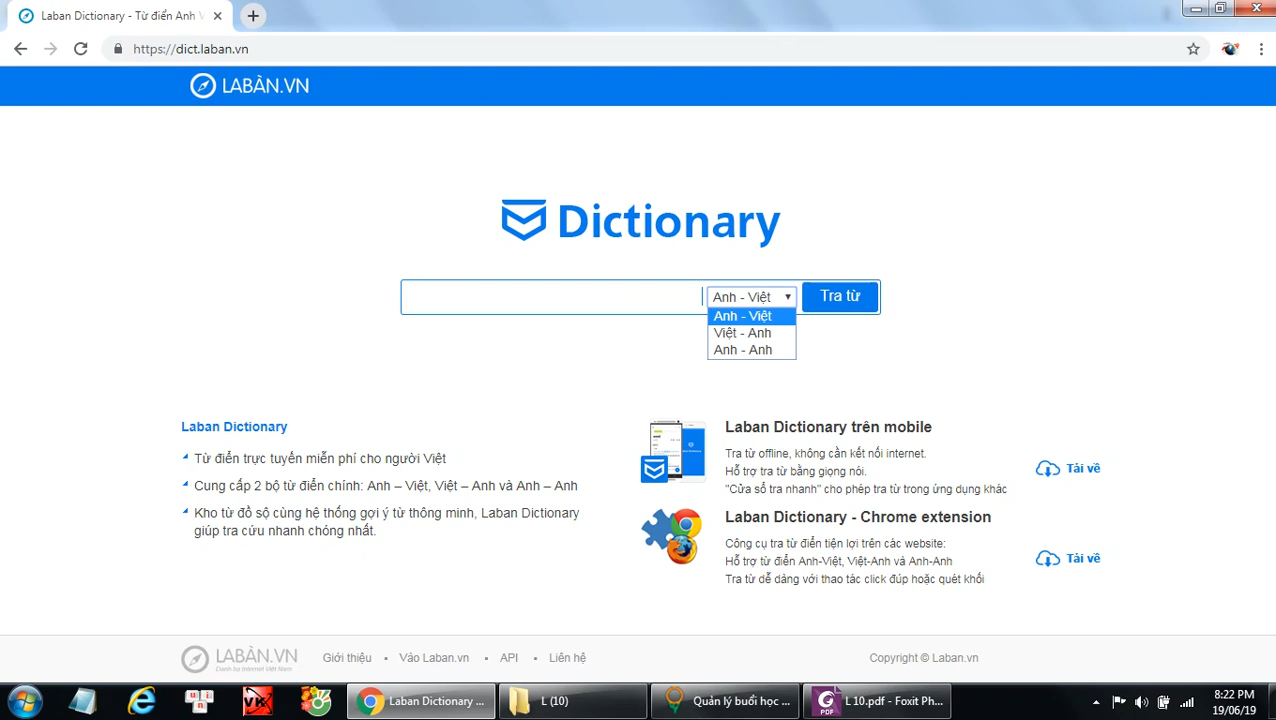 Laban Dictionary - Từ điển Anh V
https://dict.laban.vn
LABÀN.VN
Dictionary
Anh - Việt
Tra từ
Anh - Việt
Việt - Anh
Anh - Anh
Laban Dictionary
Từ điển trực tuyến miễn phí cho người Việt
Cung cấp 2 bộ từ điển chính: Anh – Việt, Việt – Anh và Anh – Anh
Kho từ đồ sộ cùng hệ thống gợi ý từ thông minh, Laban Dictionary
giúp tra cứu nhanh chóng nhất.
Laban Dictionary trên mobile
Tra từ offline, không cần kết nối internet.
Hỗ trợ tra từ bằng giọng nói.
"Cửa sổ tra nhanh" cho phép tra từ trong ứng dụng khác
Tải về
Laban Dictionary - Chrome extension
Công cụ tra từ điển tiện lợi trên các website:
Hỗ trợ từ điển Anh-Việt, Việt-Anh và Anh-Anh
Tra từ dễ dàng với thao tác click đúp hoặc quét khối
Tải về
LABÀN.VN
Danh bạ Internet Việt Nam
Giới thiệu
Vào Laban.vn
API
Liên hệ
Copyright © Laban.vn
Laban Dictionary ...
L (10)
Quản lý buổi học ...
L 10.pdf - Foxit Ph...
8:22 PM
19/06/19